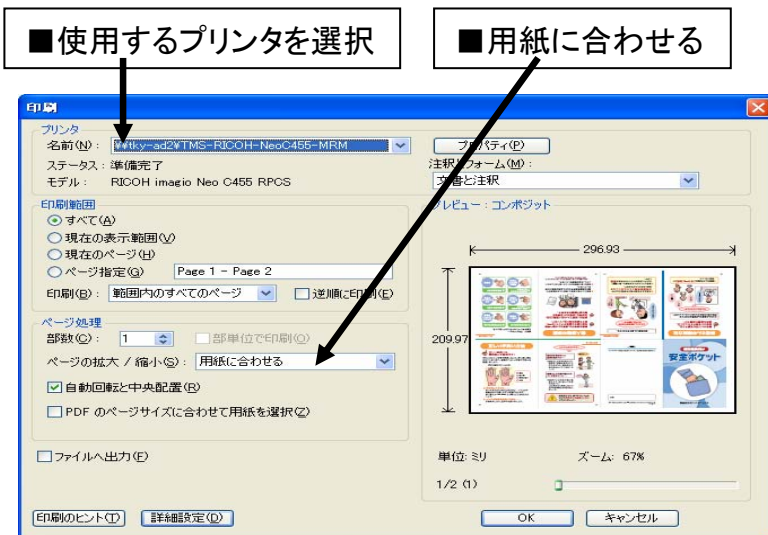 ■使用するプリンタを選択
■用紙に合わせる
印刷
プリンタ
名前(N)： ¥¥tky-ad2¥TMS-RICOH-NeoC455-MRM
プロパティ(P)
ステータス：準備完了
注釈とフォーム(M)：
モデル： RICOH imagio Neo C455 RPCS
文書と注釈
印刷範囲
すべて(A)
現在の表示範囲(V)
現在のページ(H)
ページ指定(G) Page 1 - Page 2
印刷(B)： 範囲内のすべてのページ
逆順に印刷(E)
ページ処理
部数(C)： 1
部単位で印刷(O)
ページの拡大 / 縮小(S)： 用紙に合わせる
自動回転と中央配置(R)
PDF のページサイズに合わせて用紙を選択(Z)
ファイルへ出力(F)
プレビュー：コンポジット
296.93
209.97
安全ポケット
単位: ミリ
ズーム: 67%
1/2 (1)
印刷のヒント(T)
詳細設定(D)
OK
キャンセル